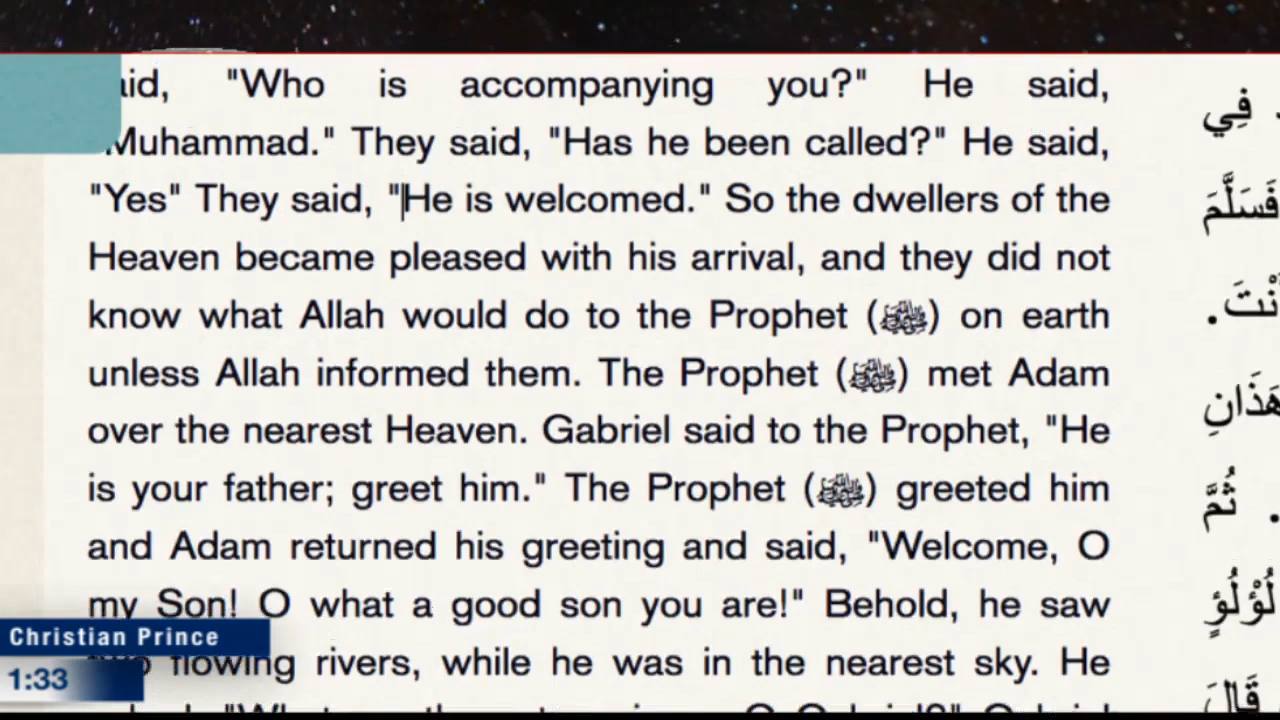 "Who is accompanying you?" He said,
Muhammad." They said, "Has he been called?" He said,
"Yes" They said, "He is welcomed." So the dwellers of the
Heaven became pleased with his arrival, and they did not
know what Allah would do to the Prophet (ﷺ) on earth
unless Allah informed them. The Prophet (ﷺ) met Adam
over the nearest Heaven. Gabriel said to the Prophet, "He
is your father; greet him." The Prophet (ﷺ) greeted him
and Adam returned his greeting and said, "Welcome, O
my Son! O what a good son you are!" Behold, he saw
flowing rivers, while he was in the nearest sky. He
Christian Prince
1:33
فِي
فَسَلَّمَ
هَذَانِ
ثُمَّ
قَالَ